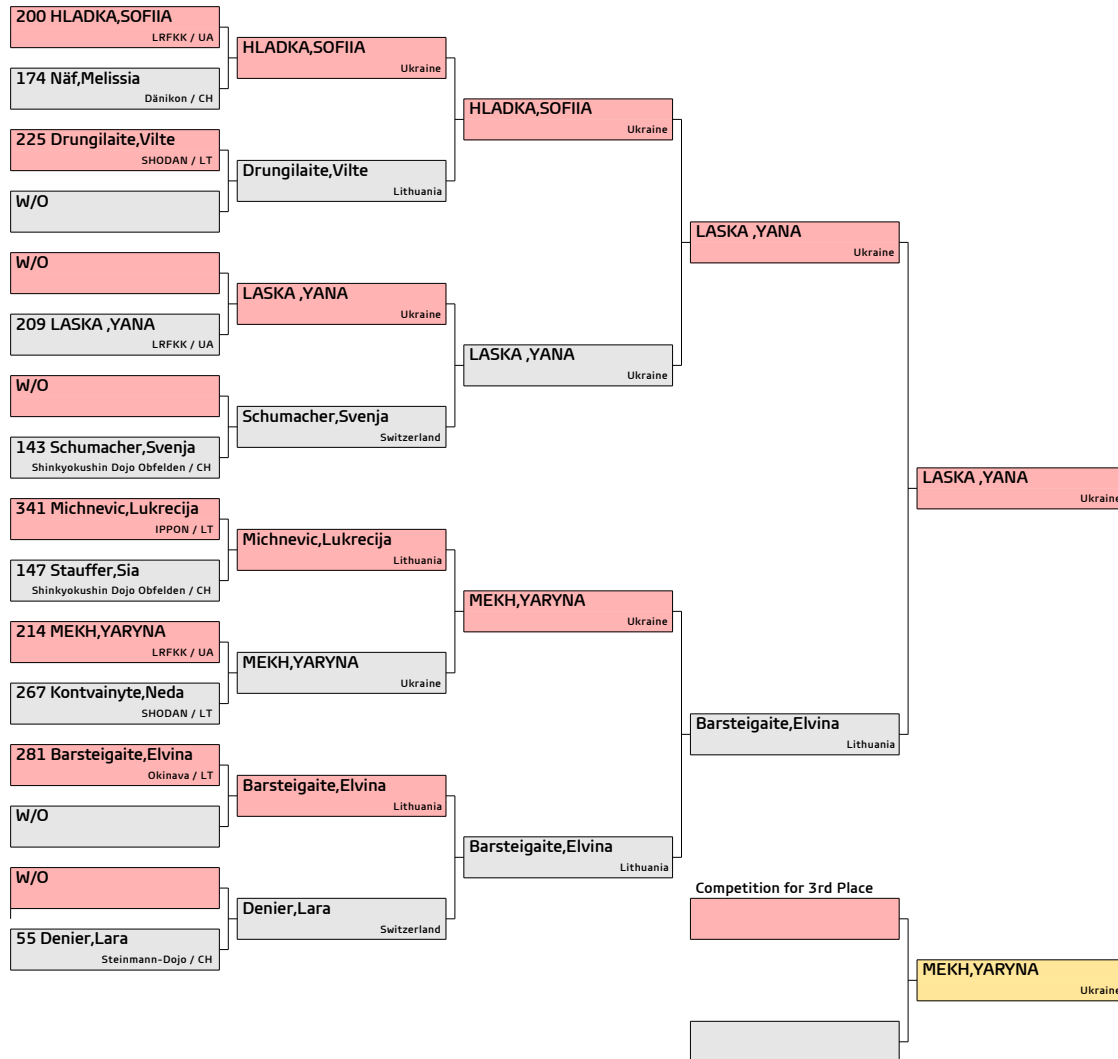 200 HLADKA,SOFIIA
LRFKK / UA
174 Näf,Melissia
Dänikon / CH
225 Drungilaite,Vilte
SHODAN / LT
W/O
W/O
209 LASKA ,YANA
LRFKK / UA
W/O
143 Schumacher,Svenja
Shinkyokushin Dojo Obfelden / CH
341 Michnevic,Lukrecija
IPPON / LT
147 Stauffer,Sia
Shinkyokushin Dojo Obfelden / CH
214 MEKH,YARYNA
LRFKK / UA
267 Kontvainyte,Neda
SHODAN / LT
281 Barsteigaite,Elvina
Okinava / LT
W/O
W/O
55 Denier,Lara
Steinmann-Dojo / CH
HLADKA,SOFIIA
Ukraine
Drungilaite,Vilte
Lithuania
LASKA ,YANA
Ukraine
Schumacher,Svenja
Switzerland
Michnevic,Lukrecija
Lithuania
MEKH,YARYNA
Ukraine
Barsteigaite,Elvina
Lithuania
Denier,Lara
Switzerland
HLADKA,SOFIIA
Ukraine
LASKA ,YANA
Ukraine
MEKH,YARYNA
Ukraine
Barsteigaite,Elvina
Lithuania
LASKA ,YANA
Ukraine
Barsteigaite,Elvina
Lithuania
LASKA ,YANA
Ukraine
Competition for 3rd Place
MEKH,YARYNA
Ukraine